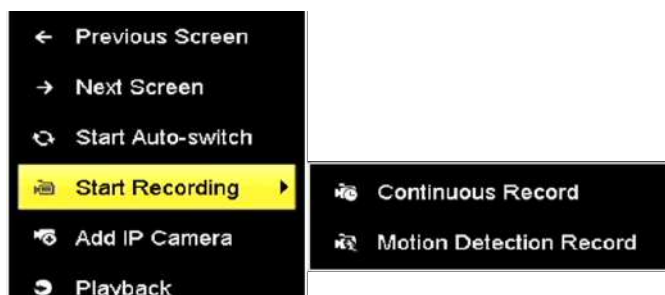 Previous Screen
Next Screen
Start Auto-switch
Start Recording
Continuous Record
Add IP Camera
Motion Detection Record
Playback